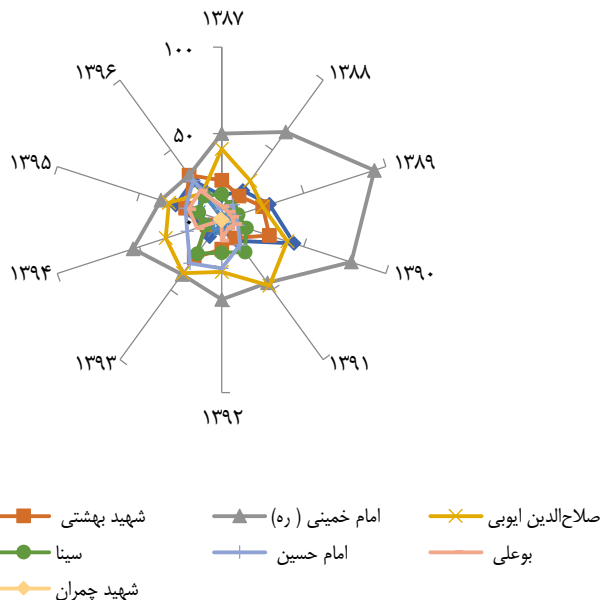 ۱۳۸۷
۱۰۰
۱۳۹۶
۱۳۸۸
۵۰
۱۳۹۵
۱۳۸۹
۰
۱۳۹۴
۱۳۹۰
۱۳۹۳
۱۳۹۱
۱۳۹۲
شهید بهشتی
امام خمینی ( ره)
صلاح‌الدین ایوبی
سینا
امام حسین
بوعلی
شهید چمران